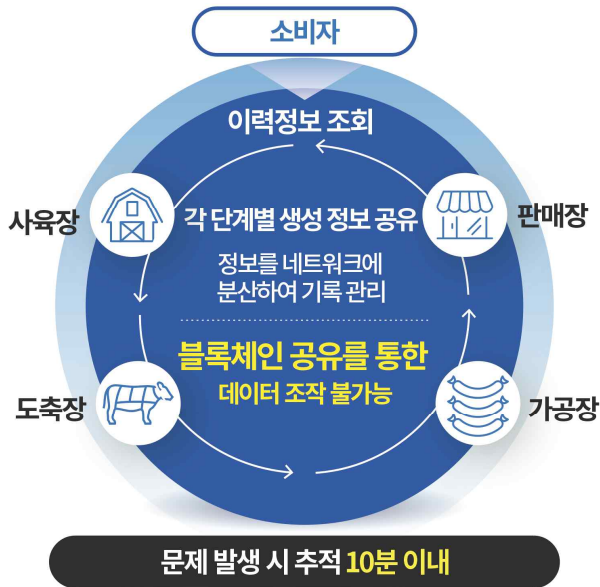 소비자
이력정보 조회
사육장
각 단계별 생성 정보 공유
판매장
정보를 네트워크에
분산하여 기록 관리
블록체인 공유를 통한
데이터 조작 불가능
도축장
가공장
문제 발생 시 추적 10분 이내